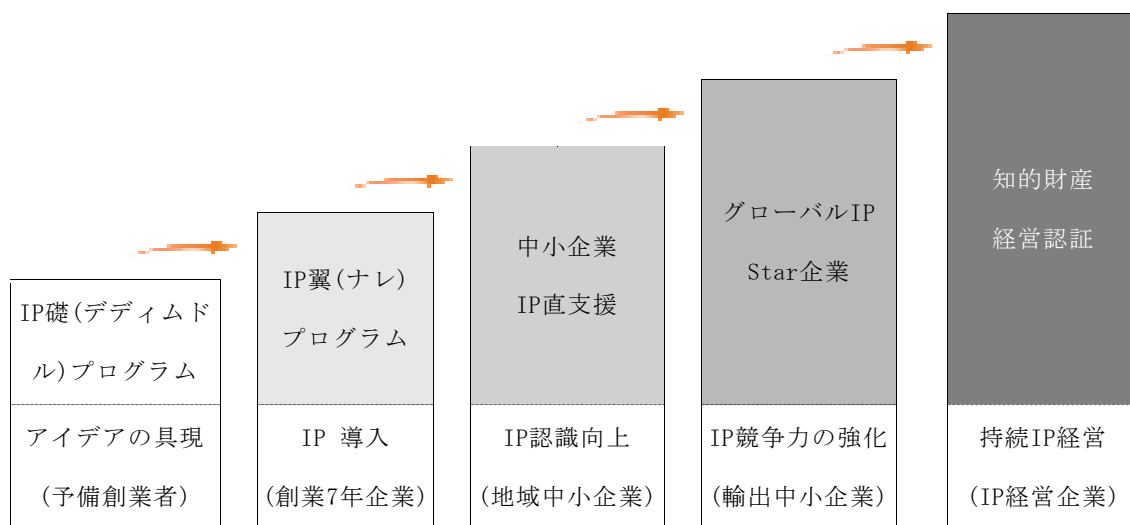 IP礎(デディムド
ル)プログラム
アイデアの具現
(予備創業者)
IP翼(ナレ)
プログラム
IP 導入
(創業7年企業)
中小企業
IP直支援
IP認識向上
(地域中小企業)
グローバルIP
Star企業
IP競争力の強化
(輸出中小企業)
知的財産
経営認証
持続IP経営
(IP経営企業)